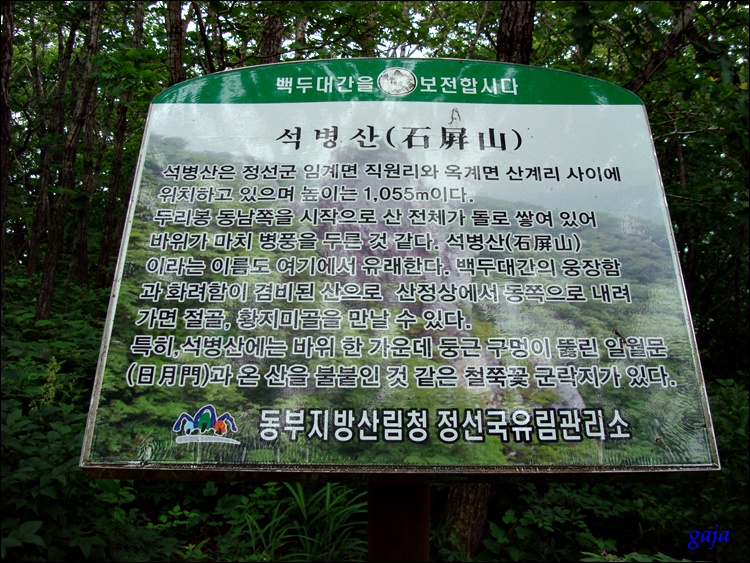 백두대간을 보전합시다
석병산(石屛山)
석병산은 정선군 임계면 직원리와 옥계면 산계리 사이에
위치하고 있으며 높이는 1,055m이다.
두리봉 동남쪽을 시작으로 산 전체가 돌로 쌓여 있어
바위가 마치 병풍을 두른 것 같다. 석병산(石屛山)
이라는 이름도 여기에서 유래한다. 백두대간의 웅장함
과 화려함이 겸비된 산으로 산정상에서 동쪽으로 내려
가면 절골, 황지미골을 만날 수 있다.
특히, 석병산에는 바위 한 가운데 둥근 구멍이 뚫린 일월문
(日月門)과 온 산을 불붙인 것 같은 철쭉꽃 군락지가 있다.
동부지방산림청 정선국유림관리소
gaja